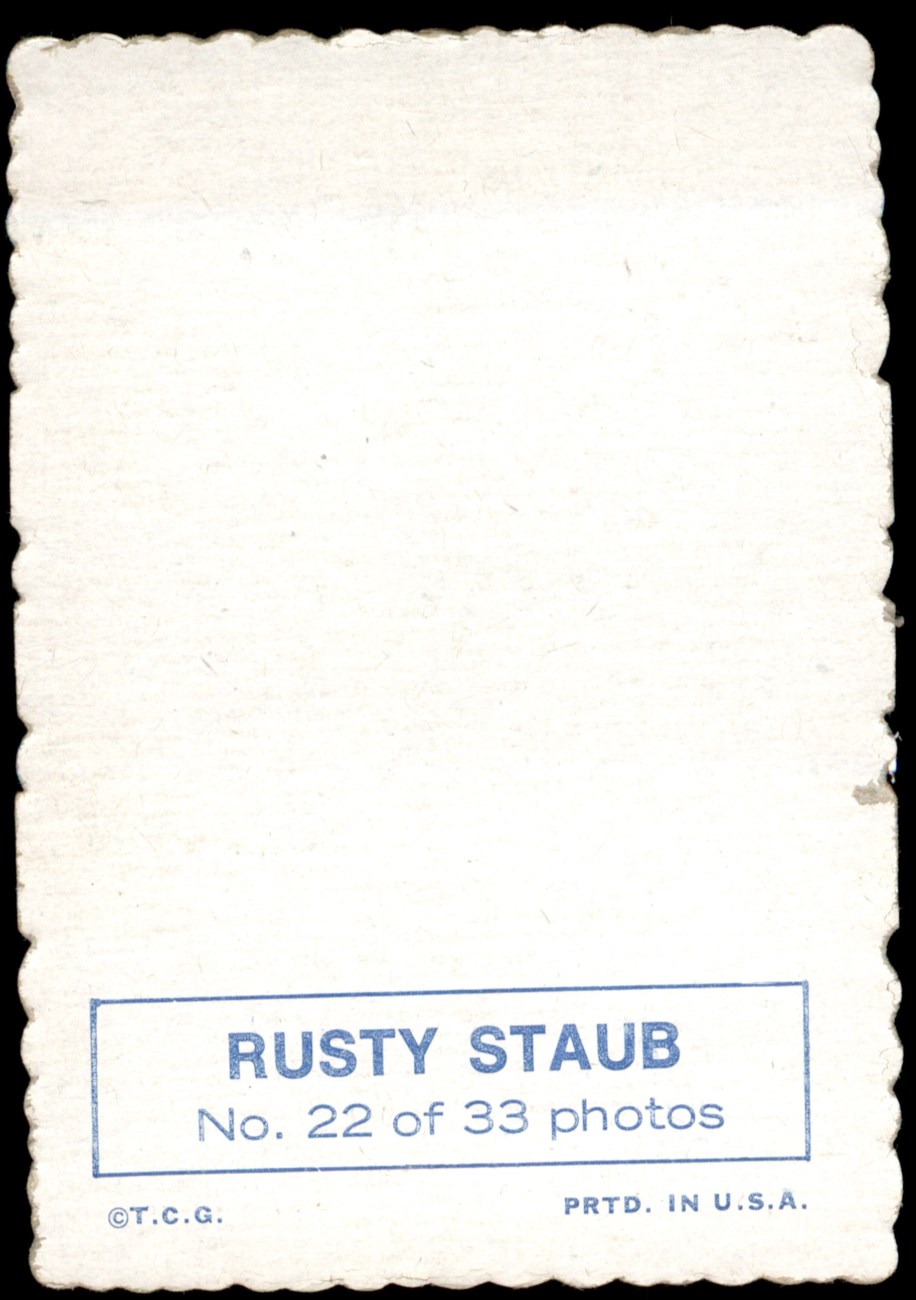 RUSTY STAUB
No. 22 of 33 photos
©T.C.G. PRTD. IN U.S.A.